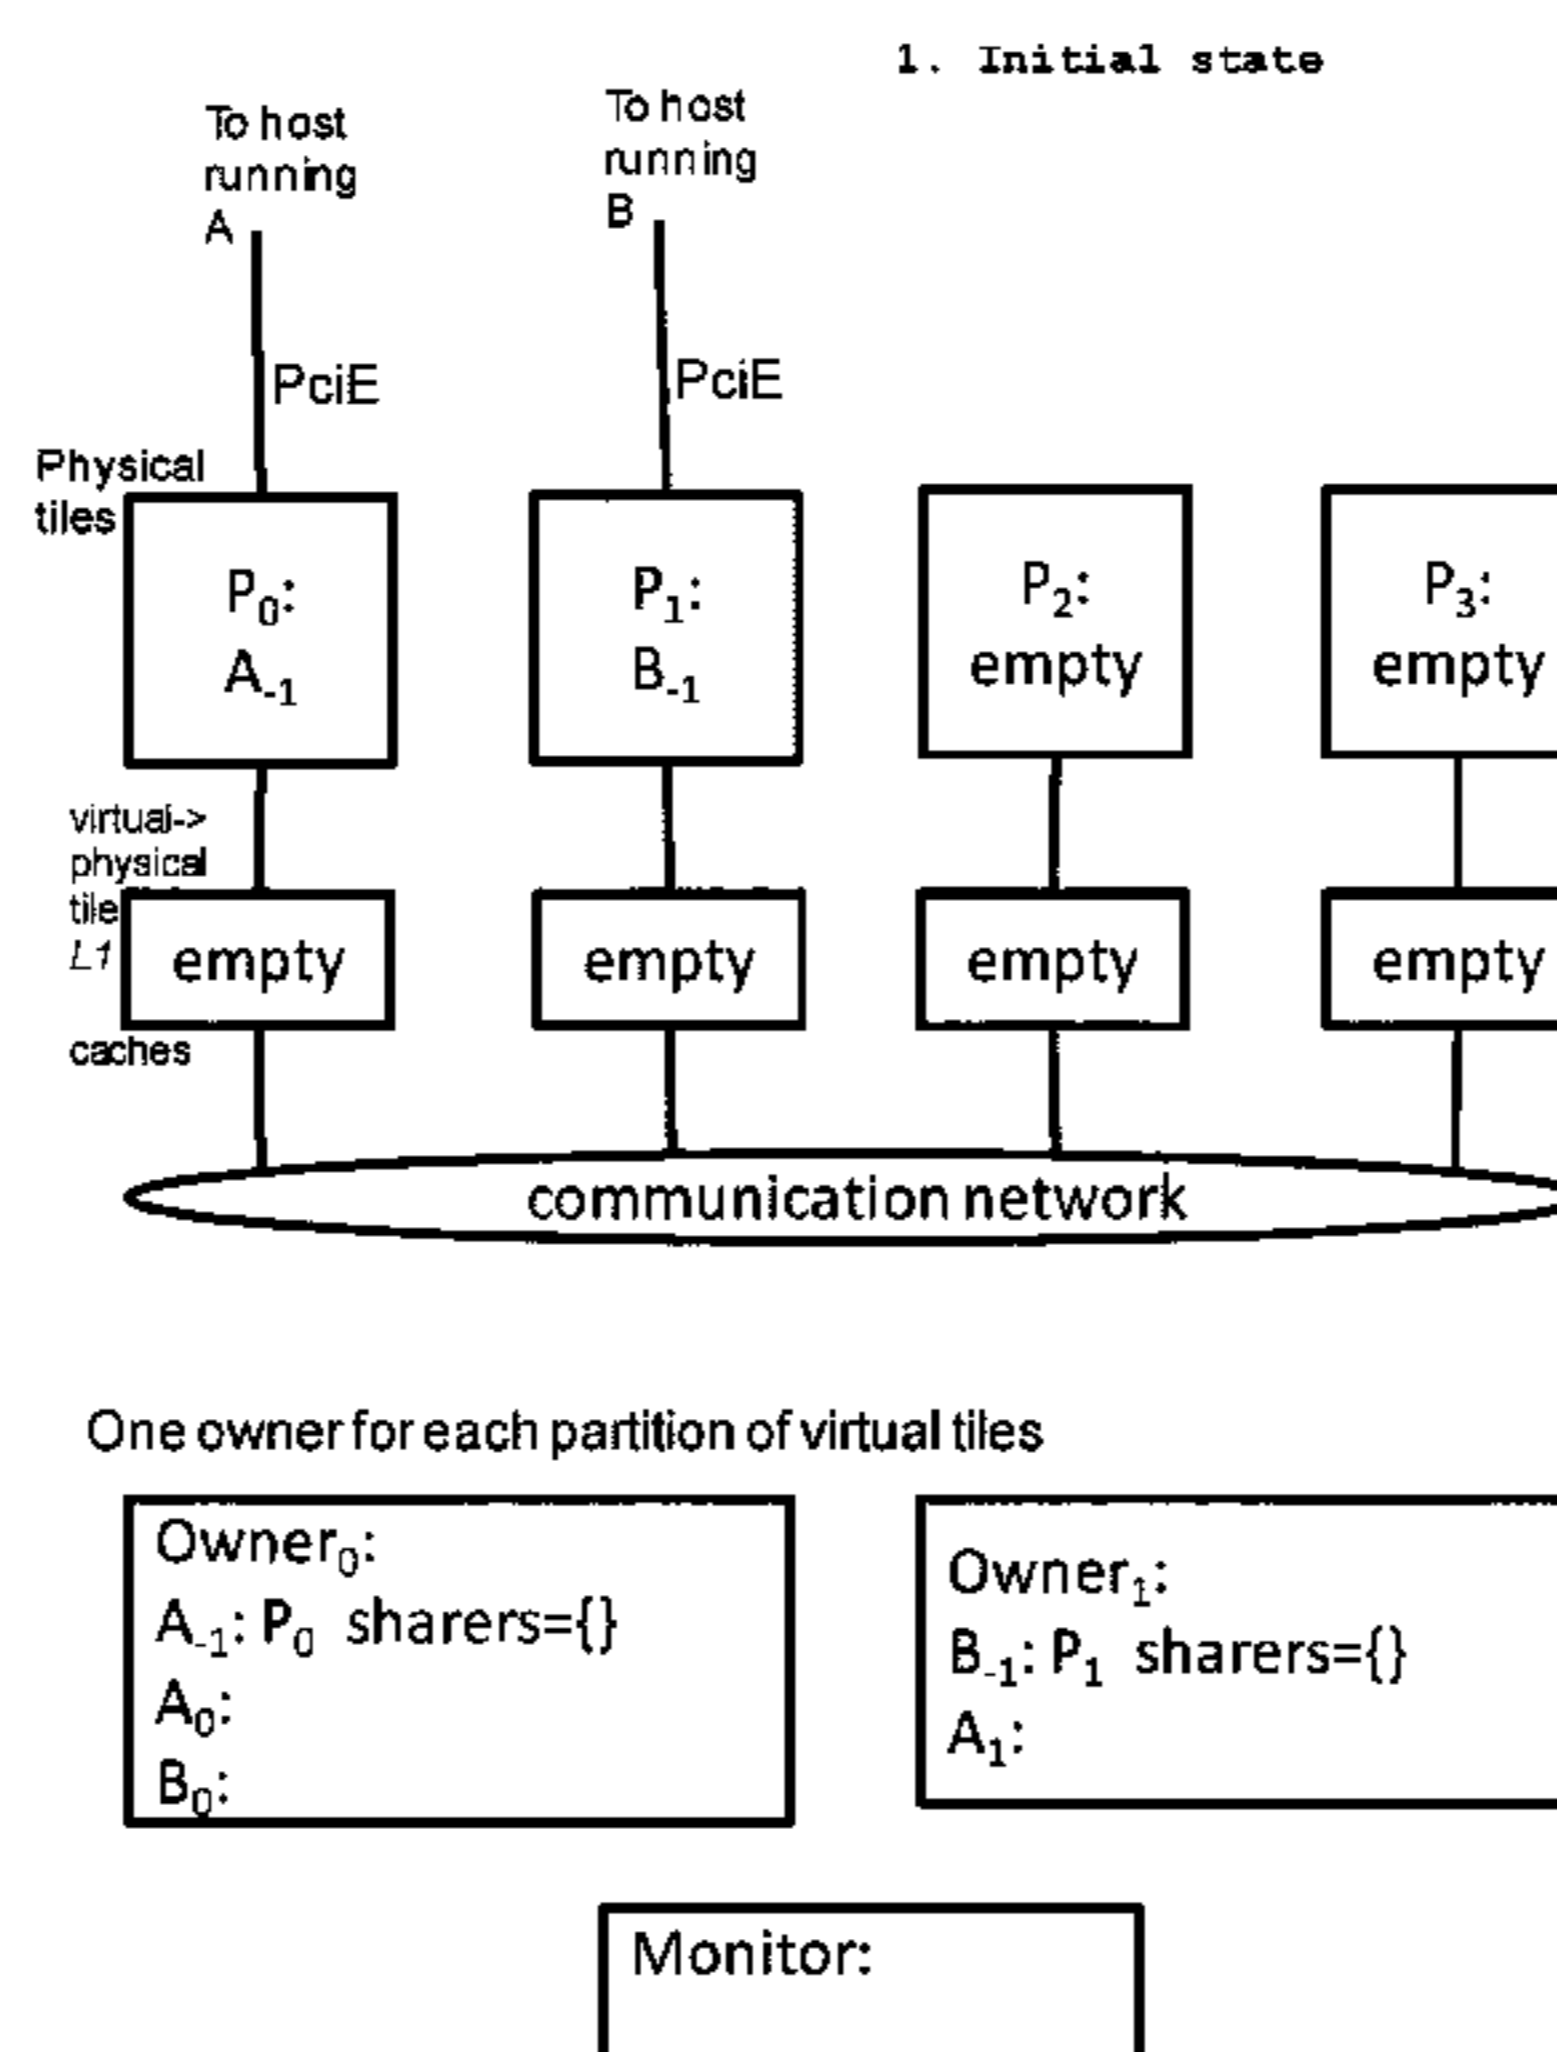 1. Initial state
To host
running
A
To host
running
B
PciE
PciE
Physical
tiles
P0:
A-1
P1:
B-1
P2:
empty
P3:
empty
virtual->
physical
tile
L1
caches
empty
empty
empty
empty
communication network
One owner for each partition of virtual tiles
Owner0:
A-1: P0 sharers={}
A0:
B0:
Owner1:
B-1: P1 sharers={}
A1:
Monitor: